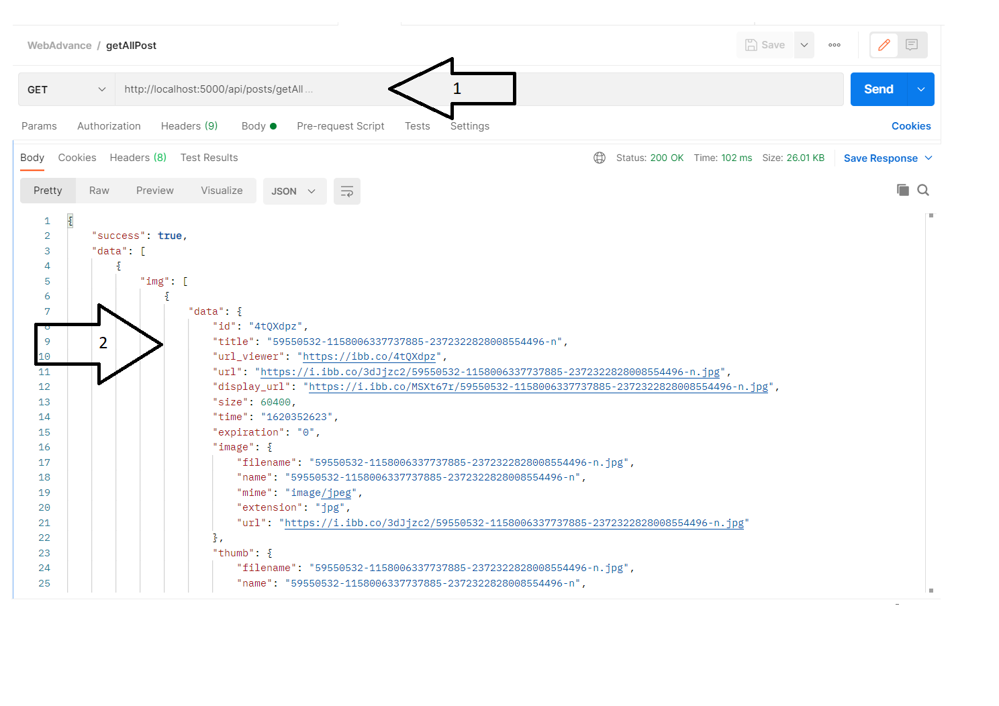 WebAdvance / getAllPost
Save
GET
http://localhost:5000/api/posts/getAll ...
1
Send
Params Authorization Headers (9) Body Pre-request Script Tests Settings Cookies
Body Cookies Headers (8) Test Results Status: 200 OK Time: 102 ms Size: 26.01 KB Save Response
Pretty Raw Preview Visualize JSON
1 {
2 "success": true,
3 "data": [
4 {
5 "img": [
6 {
7 "data": {
8 "id": "4tQXdpz",
9 "title": "59550532-1158006337737885-2372322828008554496-n",
2
10 "url_viewer": "https://ibb.co/4tQXdpz",
11 "url": "https://i.ibb.co/3dJjzc2/59550532-1158006337737885-2372322828008554496-n.jpg",
12 "display_url": "https://i.ibb.co/MSXt67r/59550532-1158006337737885-2372322828008554496-n.jpg",
13 "size": 60400,
14 "time": "1620352623",
15 "expiration": "0",
16 "image": {
17 "filename": "59550532-1158006337737885-2372322828008554496-n.jpg",
18 "name": "59550532-1158006337737885-2372322828008554496-n",
19 "mime": "image/jpeg",
20 "extension": "jpg",
21 "url": "https://i.ibb.co/3dJjzc2/59550532-1158006337737885-2372322828008554496-n.jpg"
22 },
23 "thumb": {
24 "filename": "59550532-1158006337737885-2372322828008554496-n.jpg",
25 "name": "59550532-1158006337737885-2372322828008554496-n",